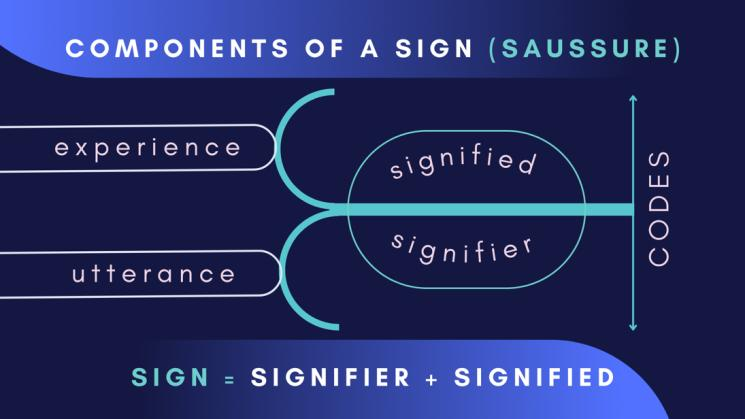 COMPONENTS OF A SIGN (SAUSSURE)
experience
signified
CODES
utterance
signifier
SIGN = SIGNIFIER + SIGNIFIED